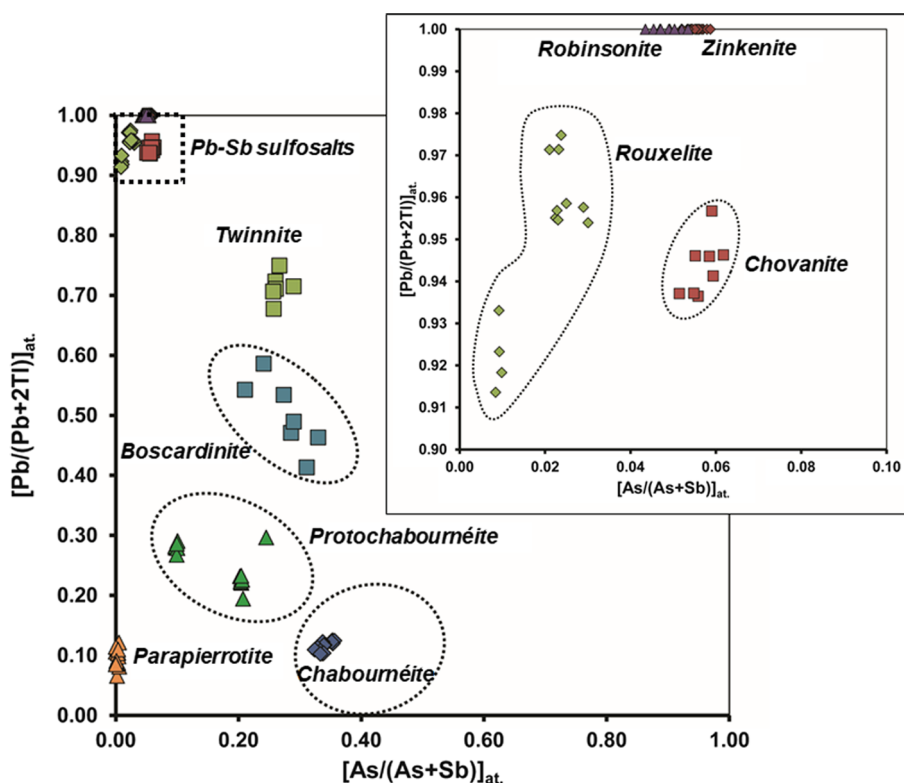 1.00
0.99
0.98
0.97
0.96
0.95
0.94
0.93
0.92
0.91
0.90
[Pb/(Pb+2Tl)]at.
Robinsonite Zinkenite
Rouxelite
Chovanite
0.00 0.02 0.04 0.06 0.08 0.10
[As/(As+Sb)]at.
1.00
0.90
0.80
0.70
0.60
0.50
0.40
0.30
0.20
0.10
0.00
[Pb/(Pb+2Tl)]at.
Pb-Sb sulfosalts
Twinnite
Boscardinite
Protochabournéite
Parapierrotite
Chabournéite
0.00 0.20 0.40 0.60 0.80 1.00
[As/(As+Sb)]at.